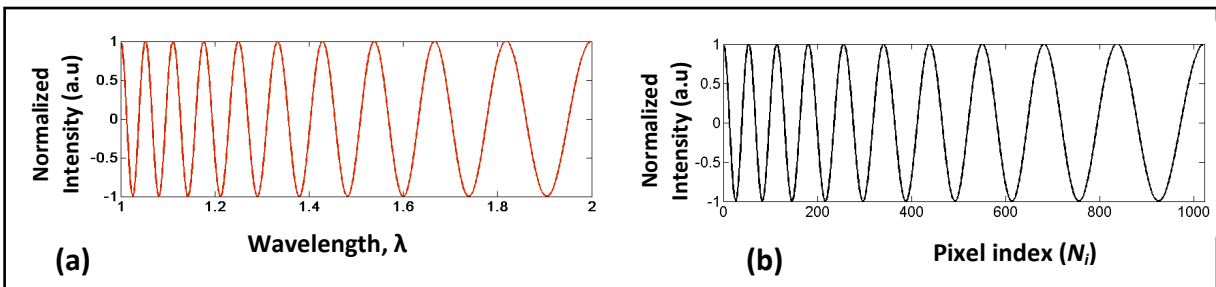 Normalized
Intensity (a.u)
1
0.5
0
-0.5
-1
1 1.2 1.4 1.6 1.8 2
Wavelength, λ
(a)
Normalized
Intensity (a.u)
1
0.5
0
-0.5
-1
0 200 400 600 800 1000
Pixel index (Nᵢ)
(b)